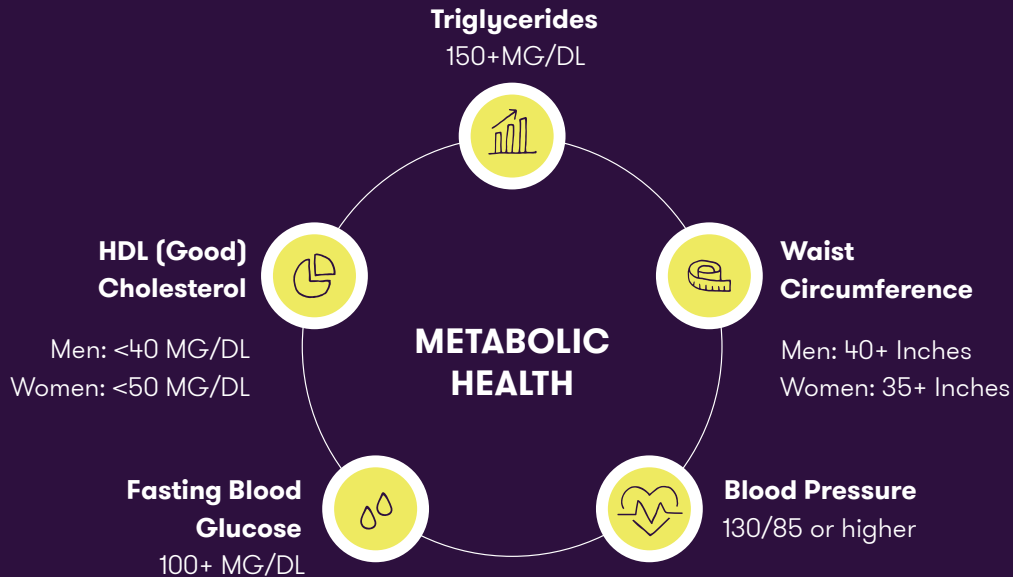 Triglycerides
150+MG/DL
HDL (Good)
Cholesterol
Men: <40 MG/DL
Women: <50 MG/DL
Waist
Circumference
Men: 40+ Inches
Women: 35+ Inches
METABOLIC
HEALTH
Fasting Blood
Glucose
100+ MG/DL
Blood Pressure
130/85 or higher